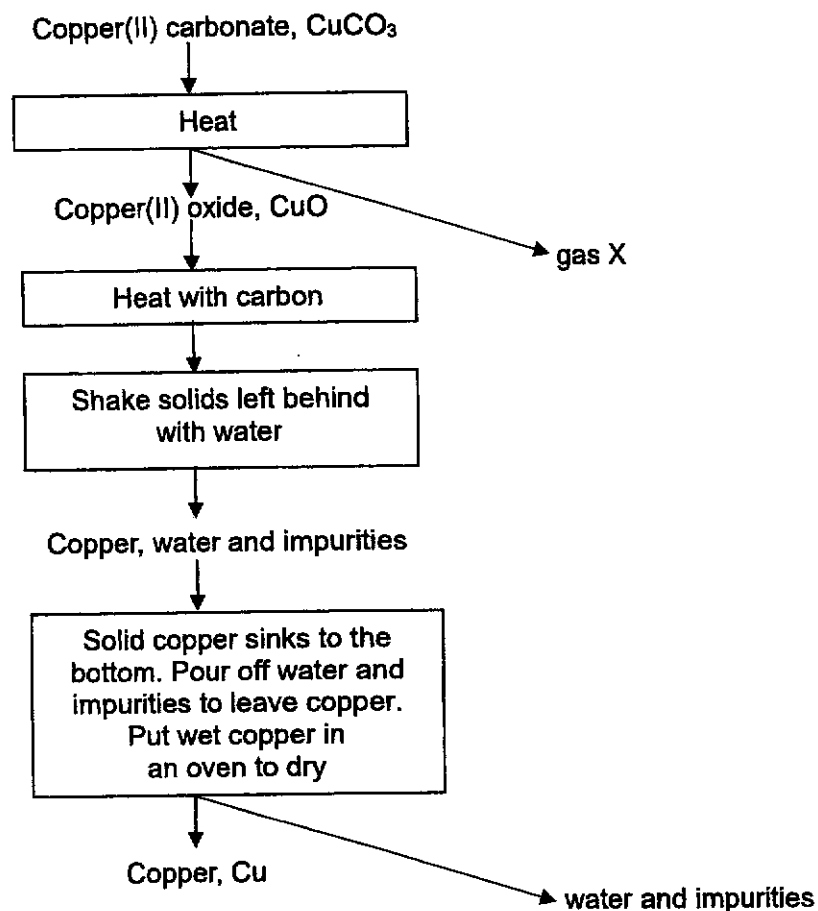 Copper(II) carbonate, CuCO₃
Heat
Copper(II) oxide, CuO
gas X
Heat with carbon
Shake solids left behind
with water
Copper, water and impurities
Solid copper sinks to the
bottom. Pour off water and
impurities to leave copper.
Put wet copper in
an oven to dry
Copper, Cu
water and impurities